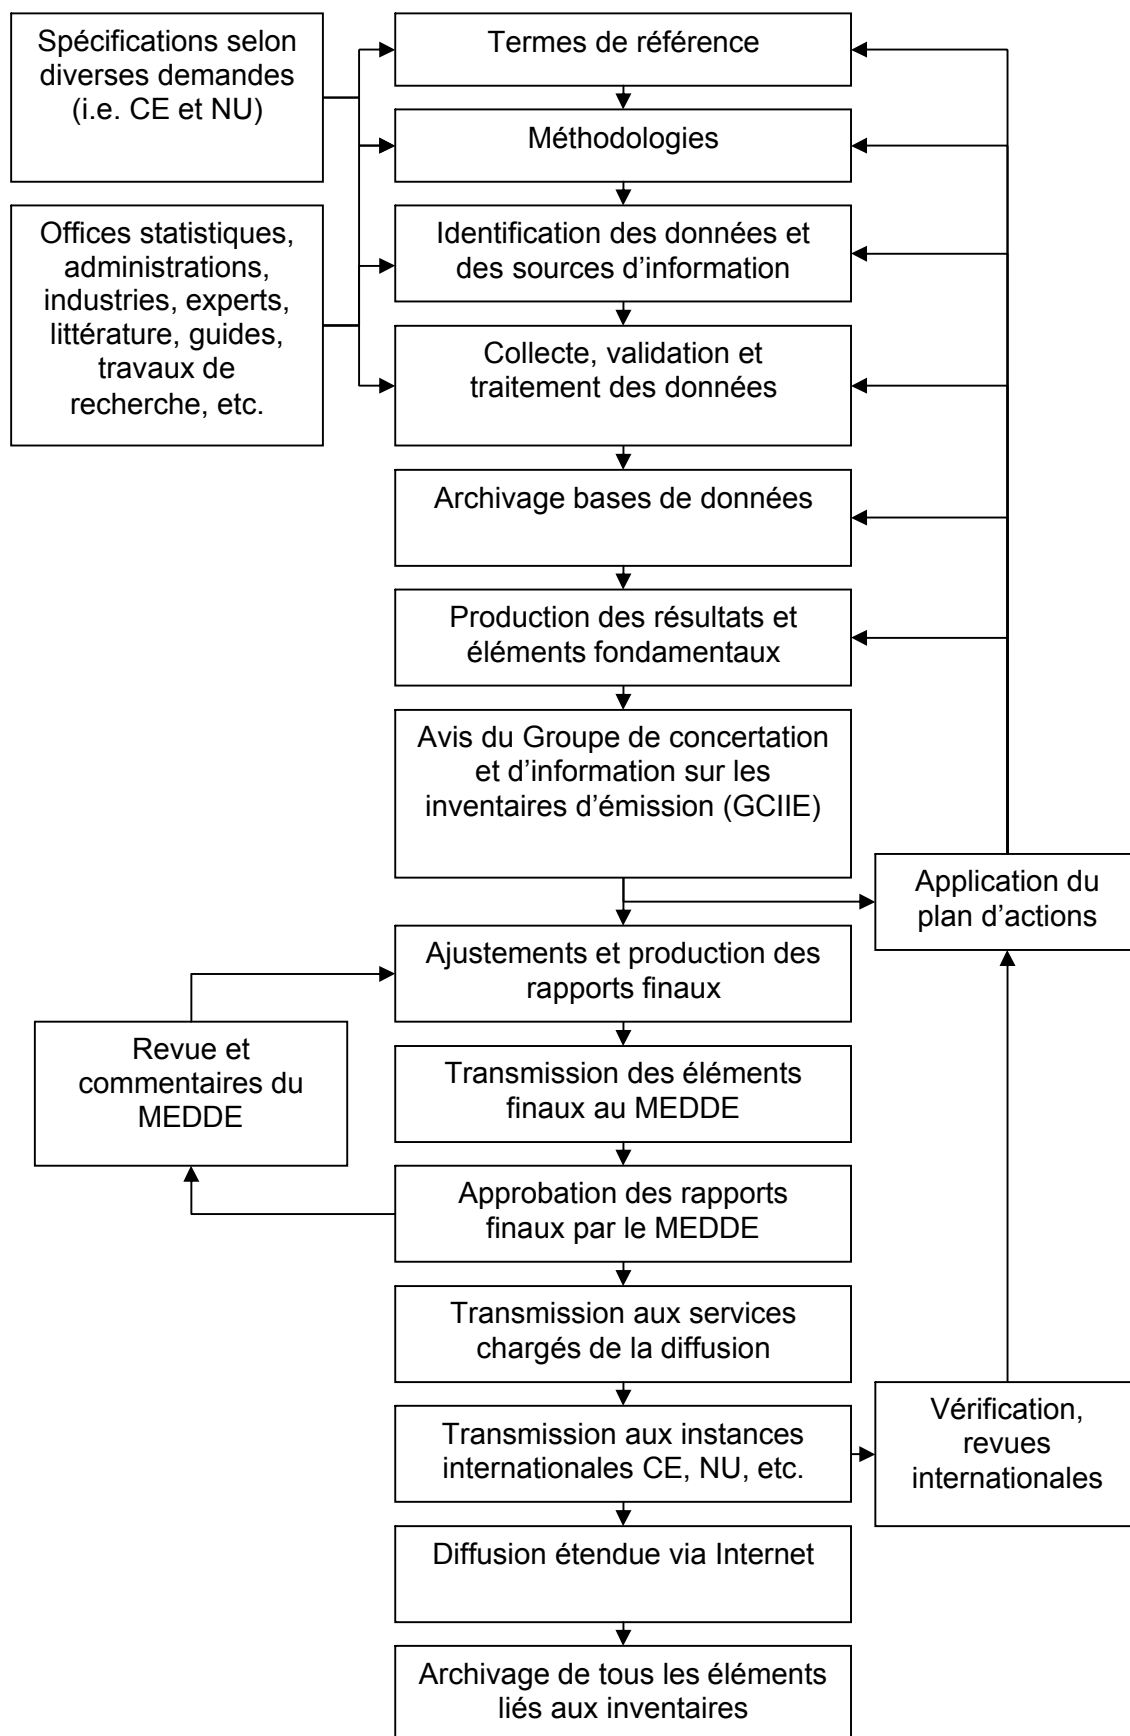 Spécifications selon
diverses demandes
(i.e. CE et NU)
Termes de référence
Méthodologies
Offices statistiques,
administrations,
industries, experts,
littérature, guides,
travaux de
recherche, etc.
Identification des données et
des sources d’information
Collecte, validation et
traitement des données
Archivage bases de données
Production des résultats et
éléments fondamentaux
Avis du Groupe de concertation
et d’information sur les
inventaires d’émission (GCIIE)
Application du
plan d’actions
Ajustements et production des
rapports finaux
Revue et
commentaires du
MEDDE
Transmission des éléments
finaux au MEDDE
Approbation des rapports
finaux par le MEDDE
Transmission aux services
chargés de la diffusion
Transmission aux instances
internationales CE, NU, etc.
Vérification,
revues
internationales
Diffusion étendue via Internet
Archivage de tous les éléments
liés aux inventaires